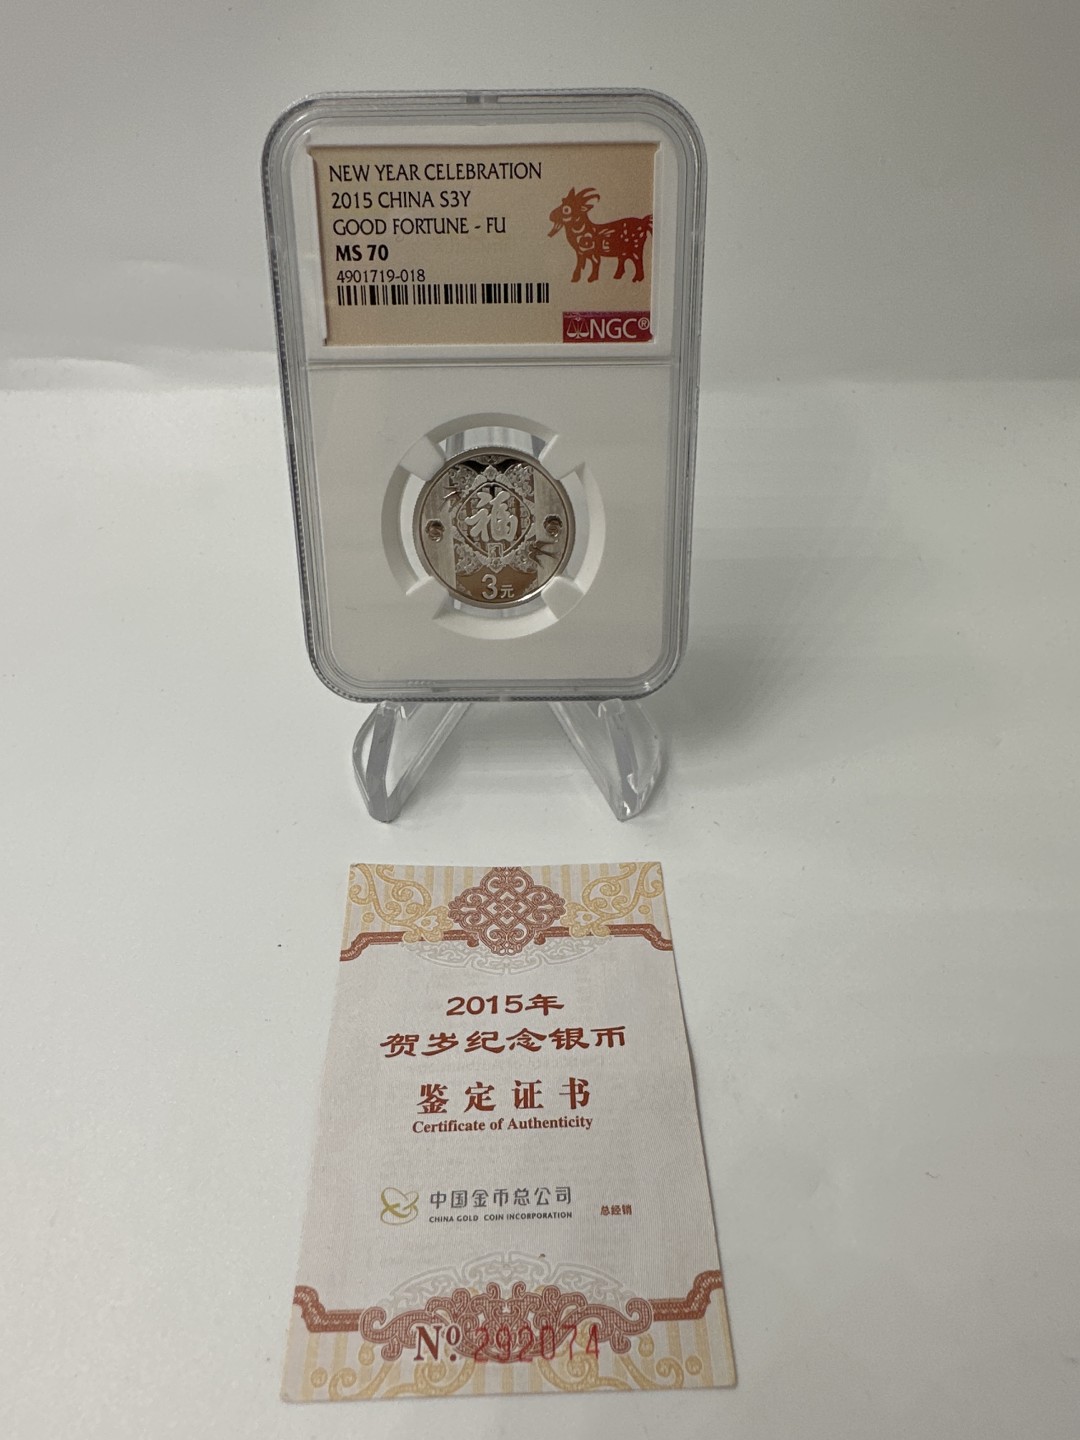 NEW YEAR CELEBRATION
2015 CHINA S3Y
GOOD FORTUNE - FU
MS 70
4901719-018
NGC®
福
3元
2015年
贺岁纪念银币
鉴定证书
Certificate of Authenticity
中国金币总公司
CHINA GOLD COIN INCORPORATION
总经销
No. 292074